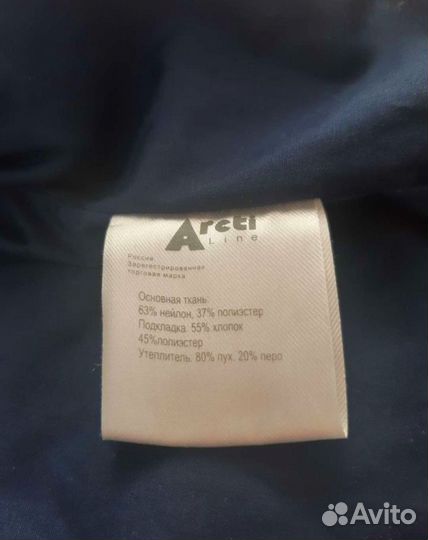 Arcti
Line
Россия
Зарегестрированная
торговая марка
Основная ткань:
63% нейлон, 37% полиэстер
Подкладка. 55% хлопок
45%полиэстер
Утеплитель. 80% пух. 20% перо
Avito